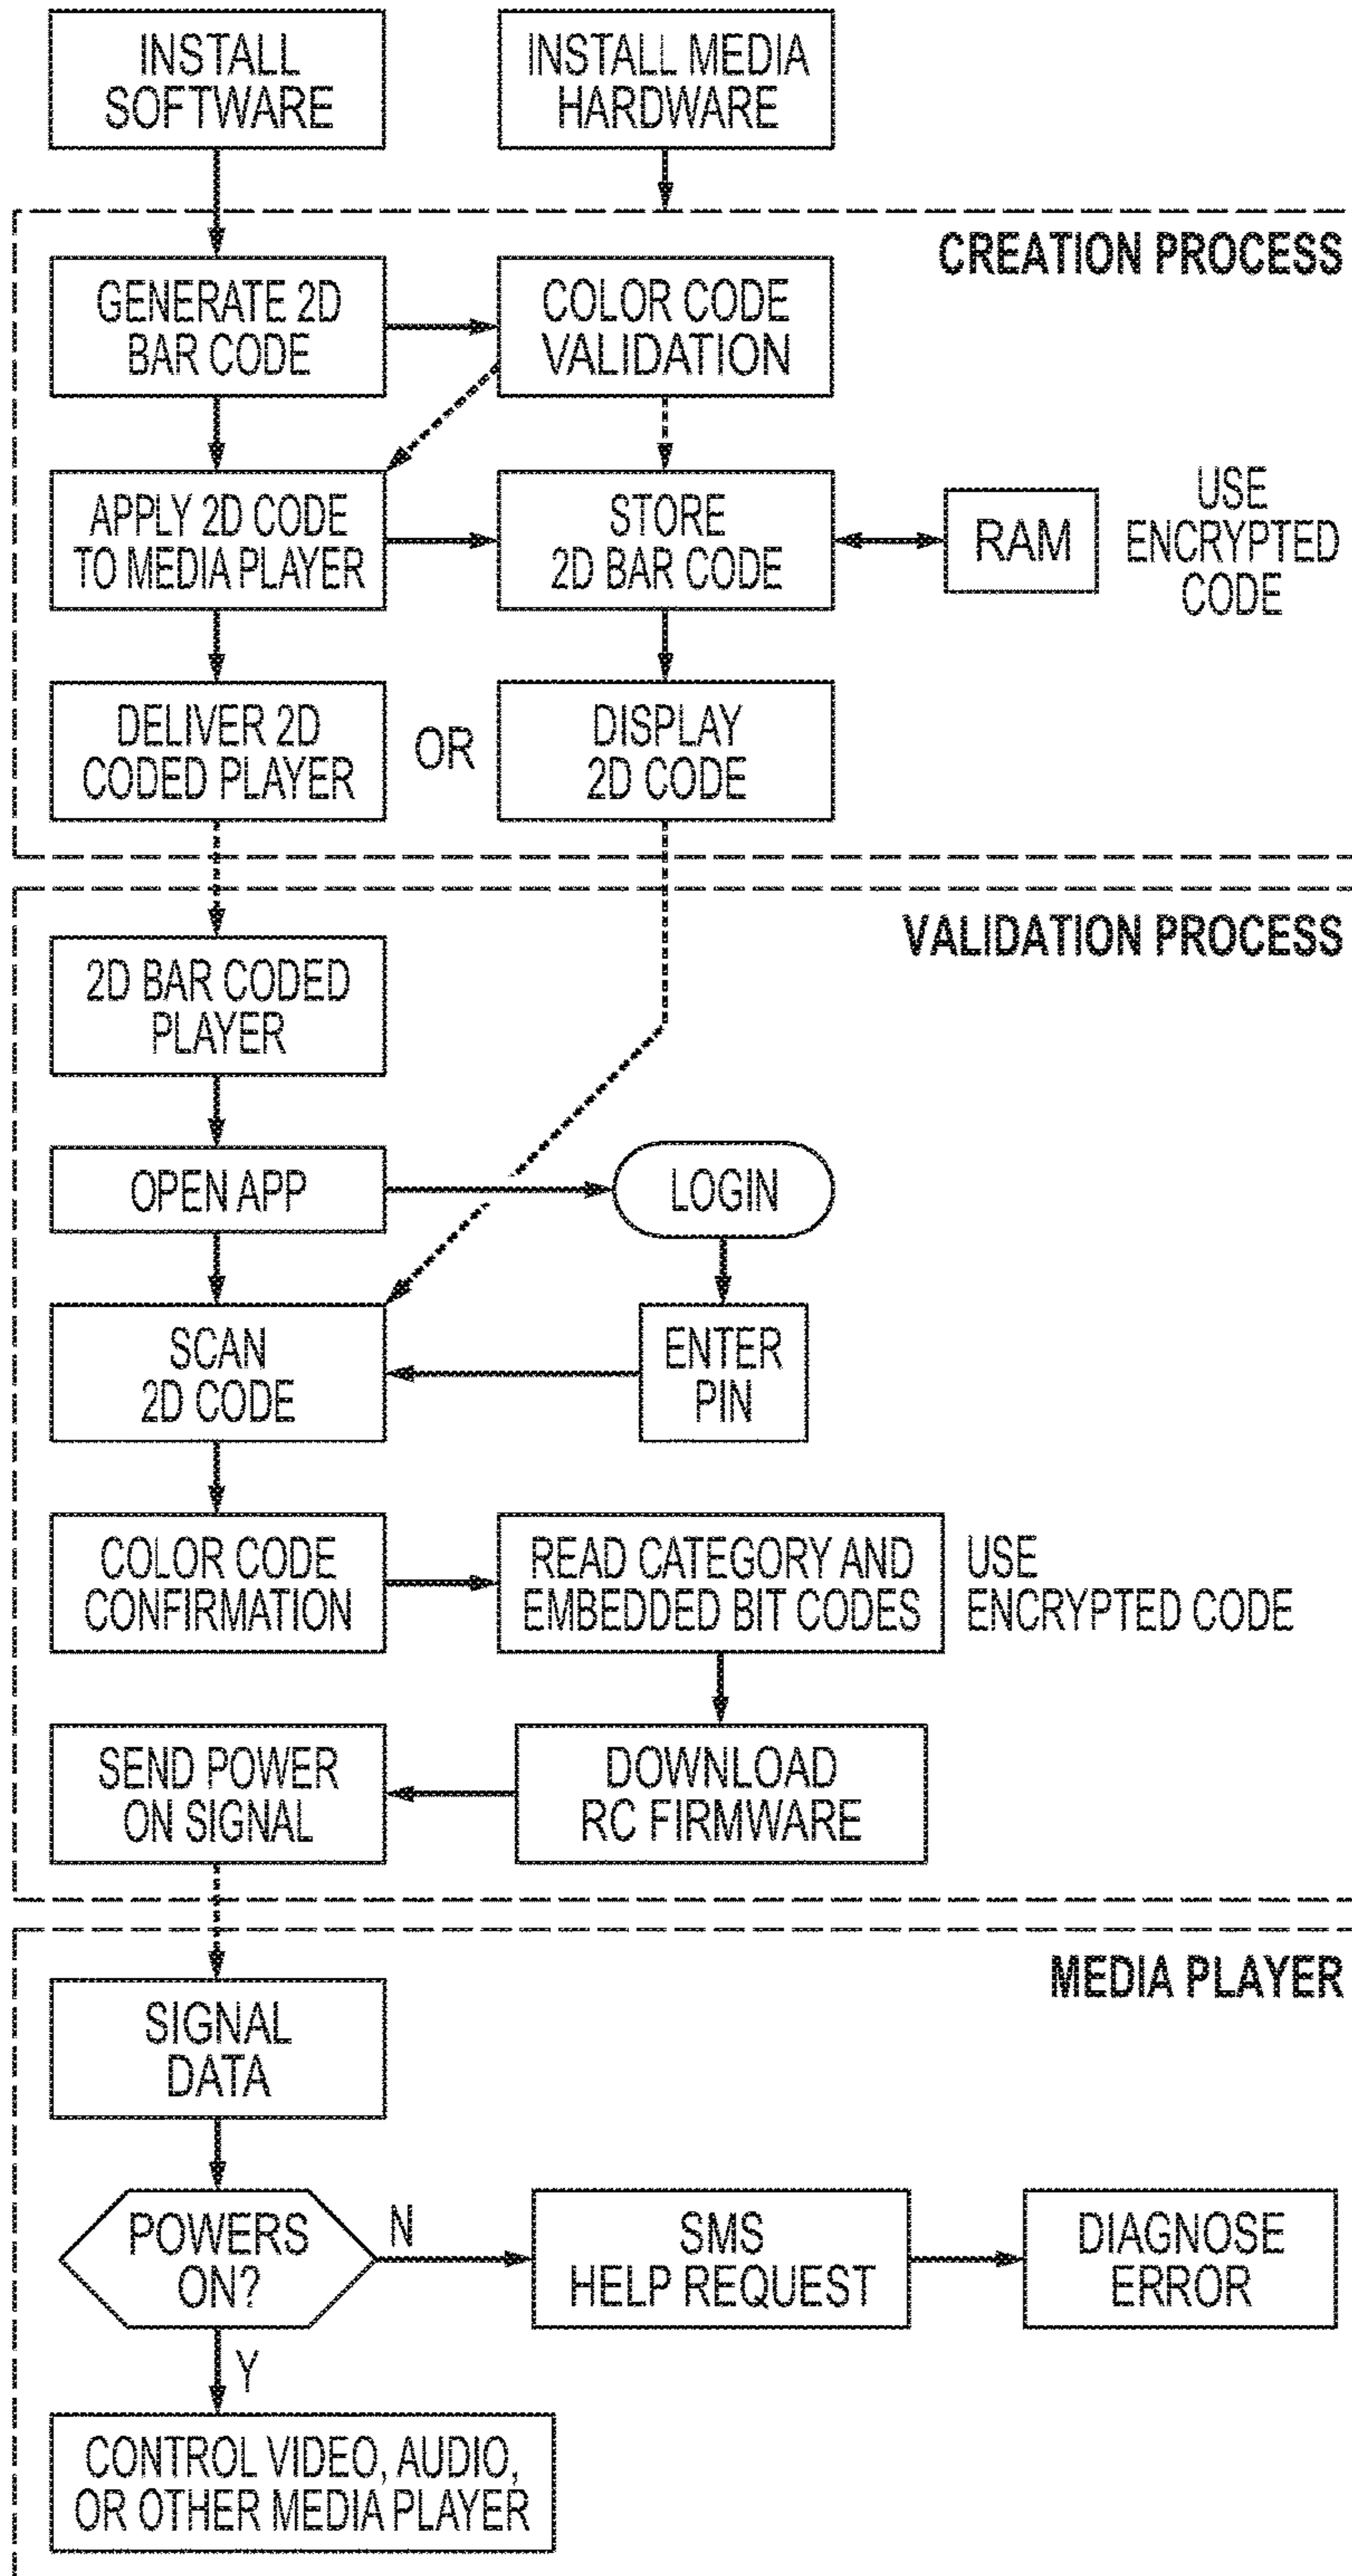 INSTALL
SOFTWARE
INSTALL MEDIA
HARDWARE
CREATION PROCESS
GENERATE 2D
BAR CODE
COLOR CODE
VALIDATION
APPLY 2D CODE
TO MEDIA PLAYER
STORE
2D BAR CODE
RAM
USE
ENCRYPTED
CODE
DELIVER 2D
CODED PLAYER
OR
DISPLAY
2D CODE
VALIDATION PROCESS
2D BAR CODED
PLAYER
OPEN APP
LOGIN
SCAN
2D CODE
ENTER
PIN
COLOR CODE
CONFIRMATION
READ CATEGORY AND
EMBEDDED BIT CODES
USE
ENCRYPTED CODE
SEND POWER
ON SIGNAL
DOWNLOAD
RC FIRMWARE
MEDIA PLAYER
SIGNAL
DATA
POWERS
ON?
N
SMS
HELP REQUEST
DIAGNOSE
ERROR
Y
CONTROL VIDEO, AUDIO,
OR OTHER MEDIA PLAYER